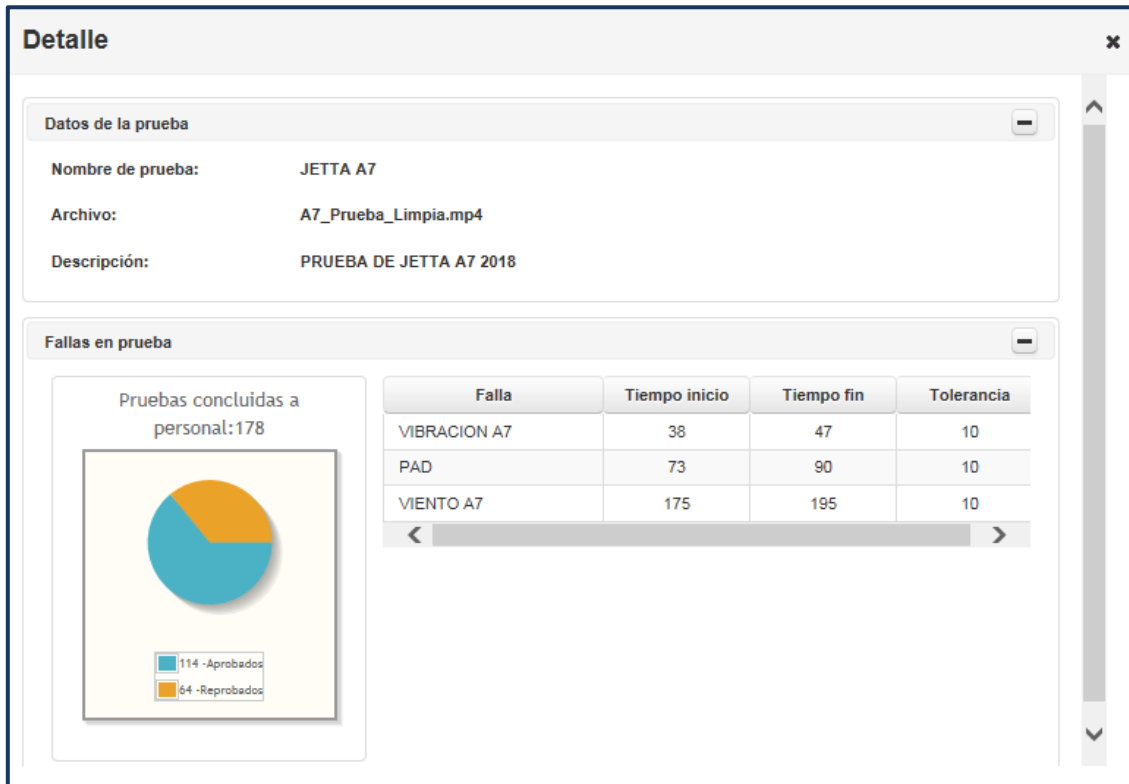 Detalle
Datos de la prueba
Nombre de prueba: JETTA A7
Archivo: A7_Prueba_Limpia.mp4
Descripción: PRUEBA DE JETTA A7 2018
Fallas en prueba
Pruebas concluidas a
personal:178
114 -Aprobados
64 -Reprobados
Falla Tiempo inicio Tiempo fin Tolerancia
VIBRACION A7 38 47 10
PAD 73 90 10
VIENTO A7 175 195 10